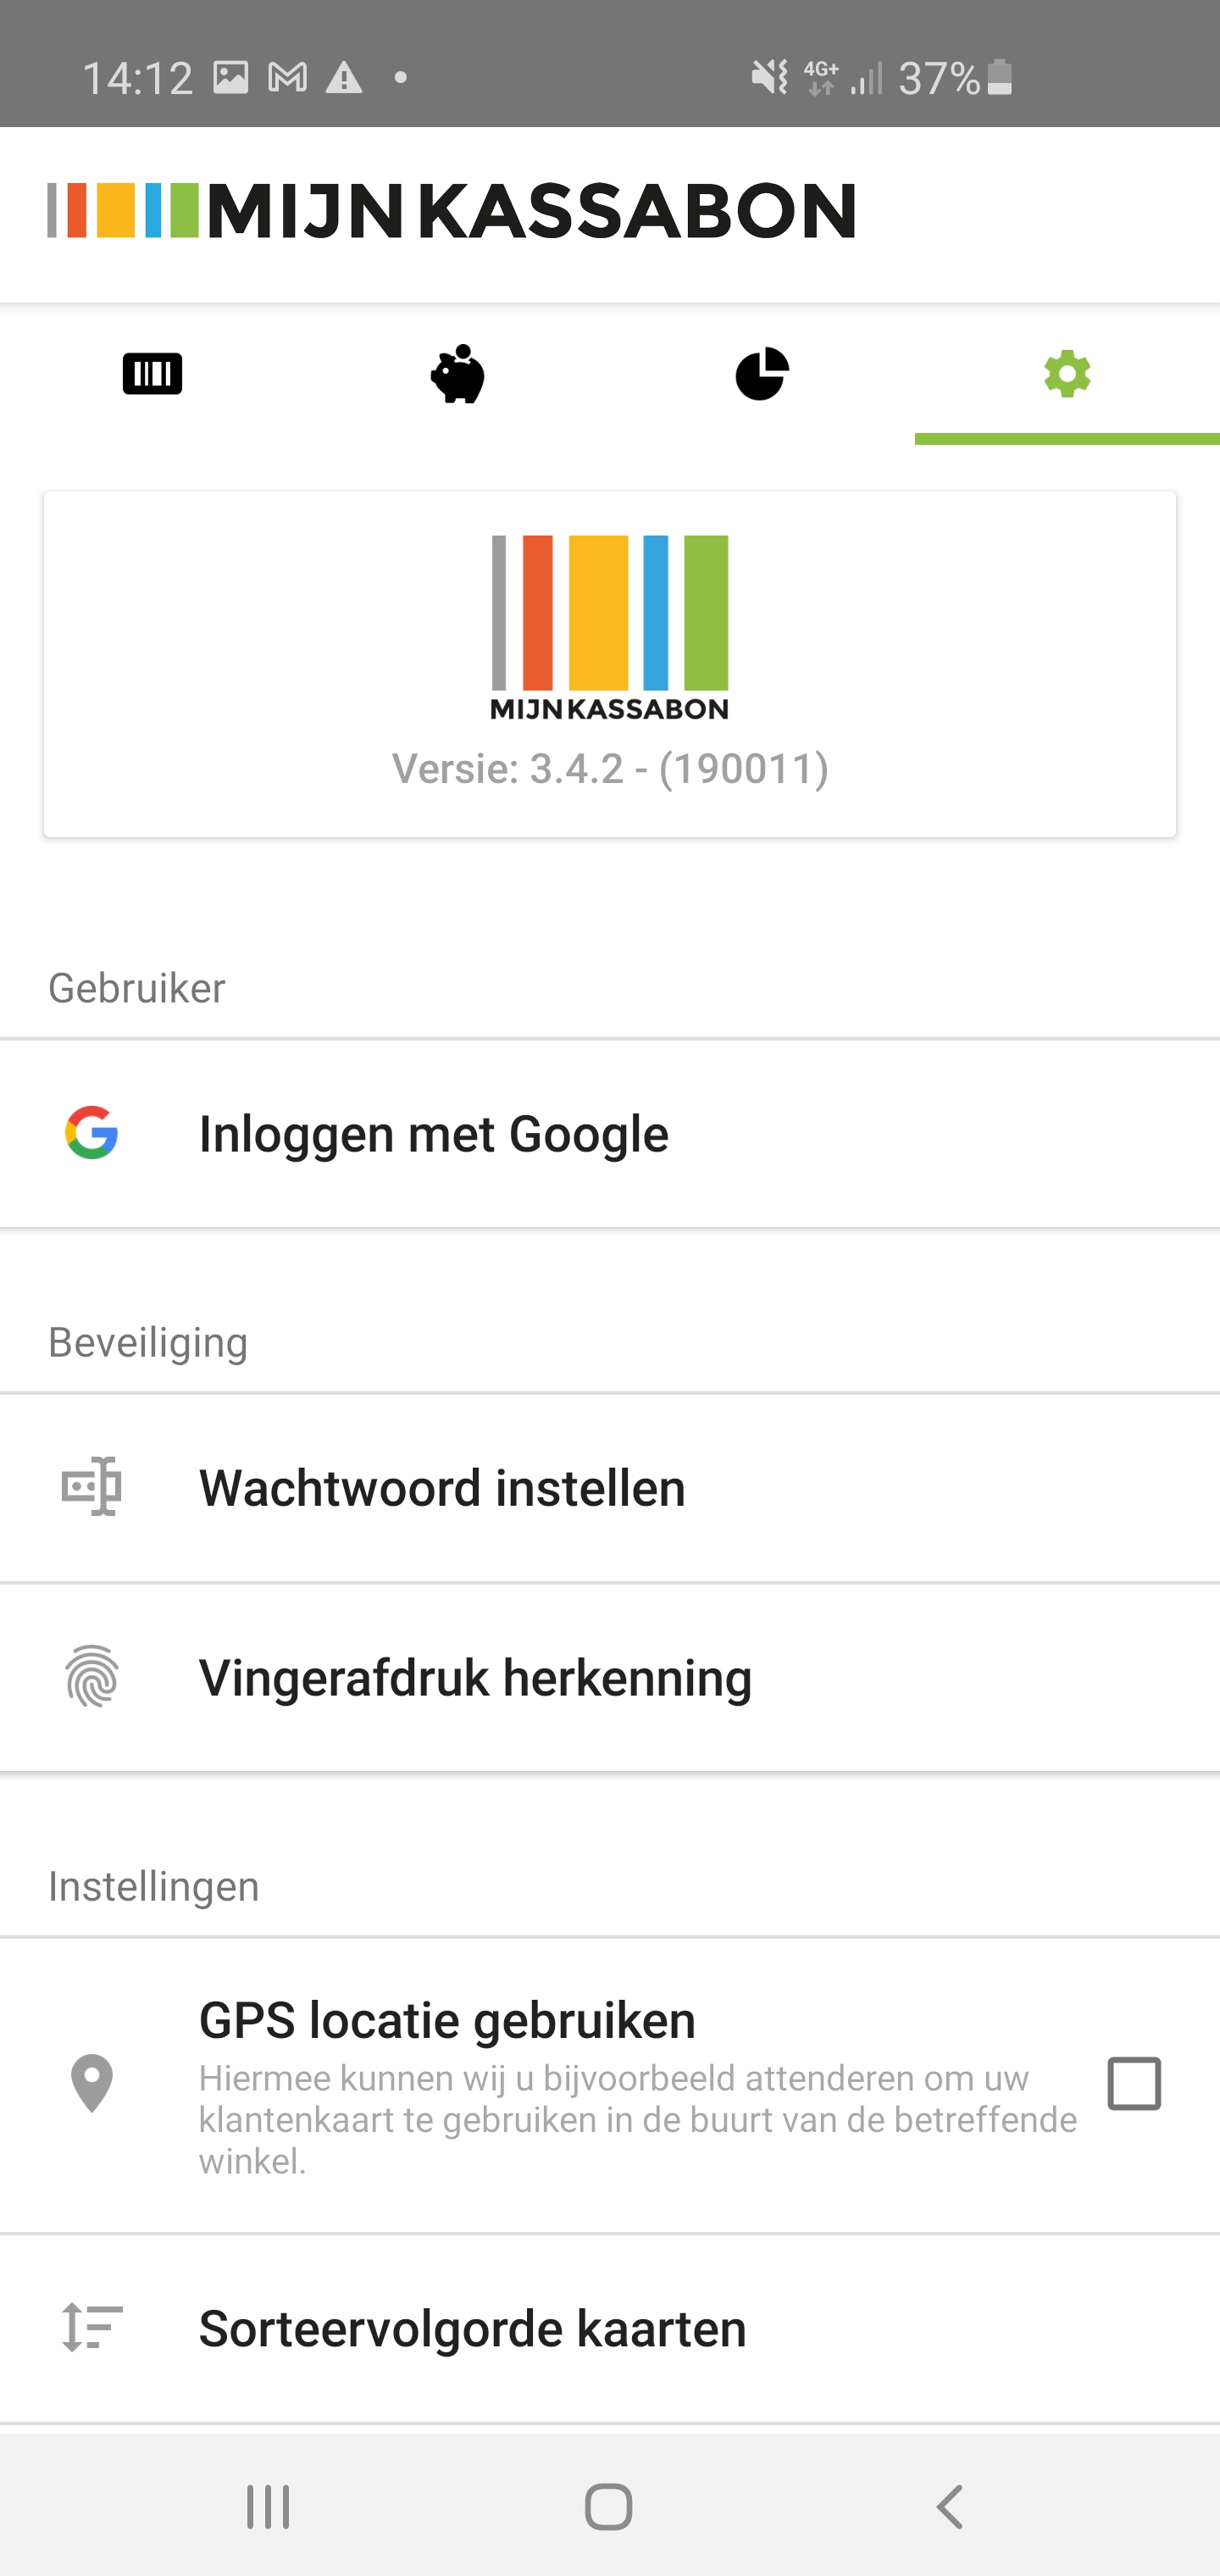 14:12
4G+
37%
MIJNKASSABON
MIJNKASSABON
Versie: 3.4.2 - (190011)
Gebruiker
Inloggen met Google
Beveiliging
Wachtwoord instellen
Vingerafdruk herkenning
Instellingen
GPS locatie gebruiken
Hiermee kunnen wij u bijvoorbeeld attenderen om uw
klantenkaart te gebruiken in de buurt van de betreffende
winkel.
Sorteervolgorde kaarten